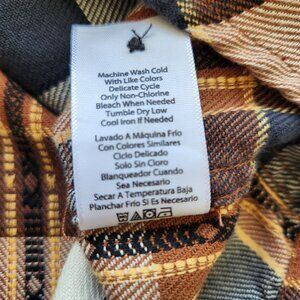 Machine Wash Cold
With Like Colors
Delicate Cycle
Only Non-Chlorine
Bleach When Needed
Tumble Dry Low
Cool Iron If Needed
Lavado A Máquina Frio
Con Colores Similares
Ciclo Delicado
Solo Sin Cloro
Blanqueador Cuando
Sea Necesario
Secar A Temperatura Baja
Planchar Frio Si Es Necesario